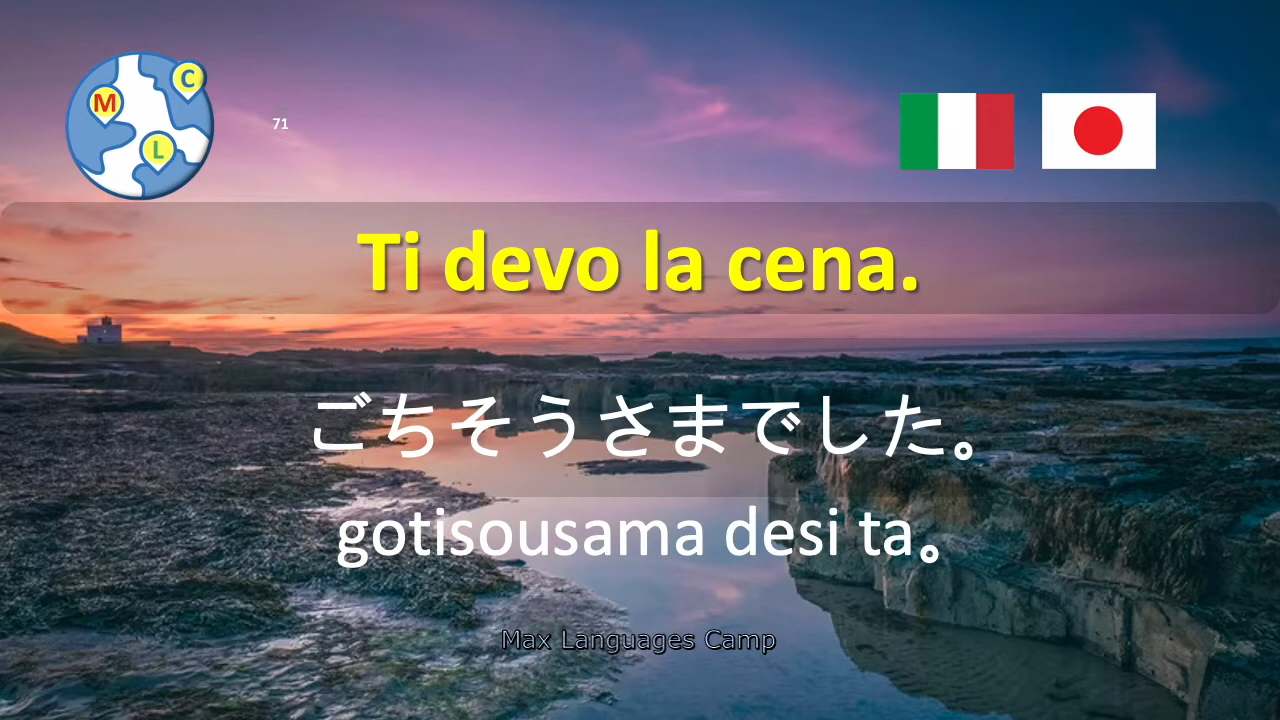 M
C
L
71
Ti devo la cena.
ごちそうさまでした。
gotisousama desi ta。
Max Languages Camp